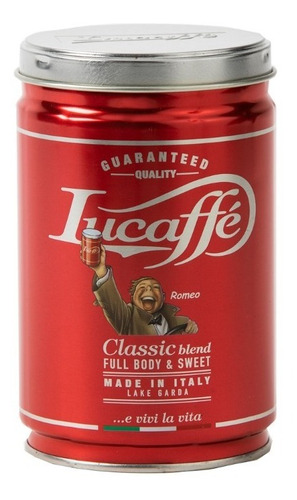 GUARANTEED
QUALITY
Lucaffé
Romeo
Classic blend
FULL BODY & SWEET
MADE IN ITALY
LAKE GARDA
...e vivi la vita